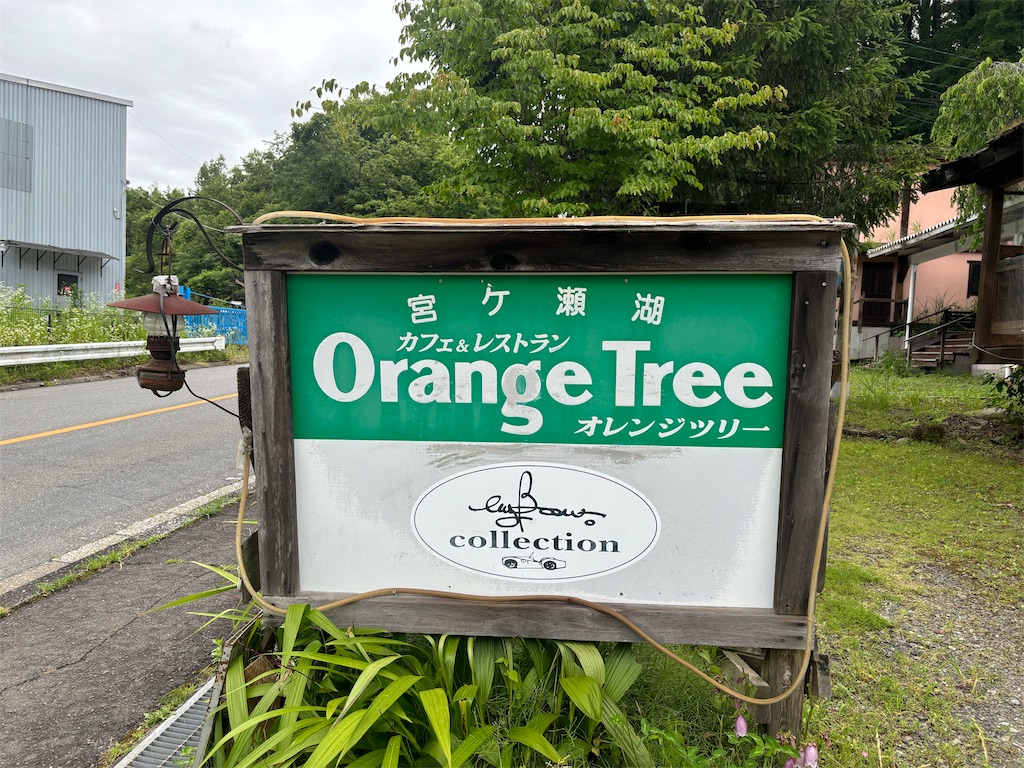 宮ケ瀬湖
カフェ&レストラン
Orange Tree
オレンジツリー
collection